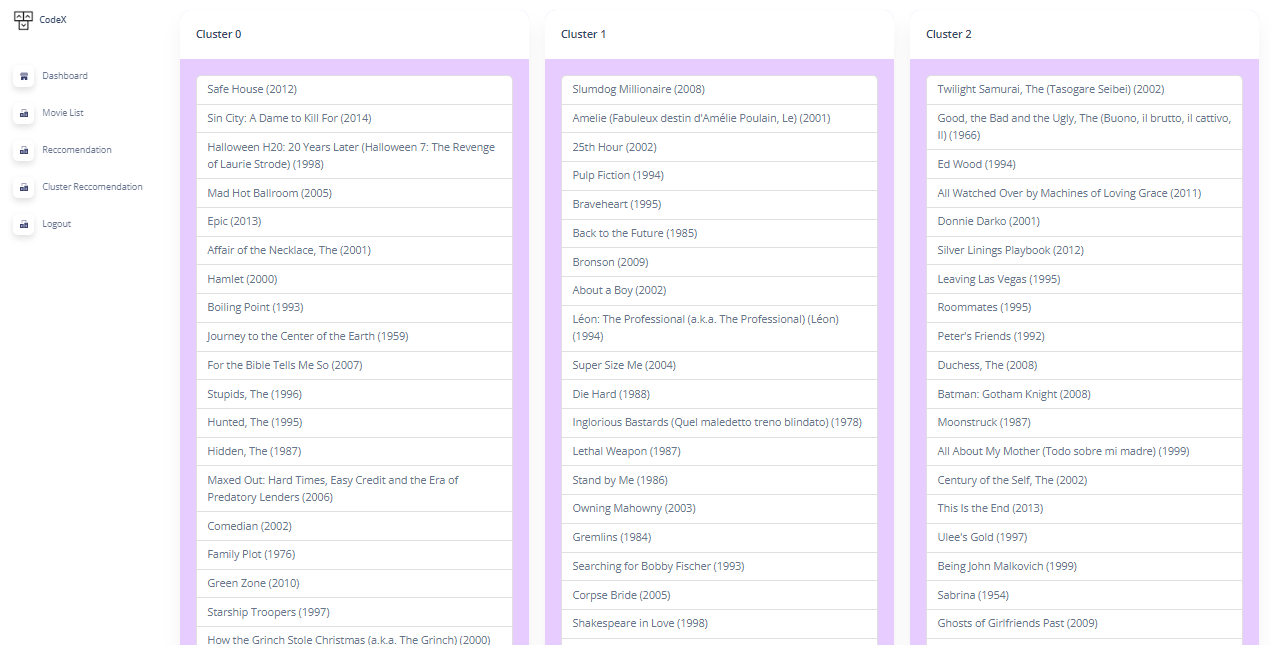 CodeX
Dashboard
Movie List
Reccomendation
Cluster Reccomendation
Logout
Cluster 0
Safe House (2012)
Sin City: A Dame to Kill For (2014)
Halloween H20: 20 Years Later (Halloween 7: The Revenge
of Laurie Strode) (1998)
Mad Hot Ballroom (2005)
Epic (2013)
Affair of the Necklace, The (2001)
Hamlet (2000)
Boiling Point (1993)
Journey to the Center of the Earth (1959)
For the Bible Tells Me So (2007)
Stupids, The (1996)
Hunted, The (1995)
Hidden, The (1987)
Maxed Out: Hard Times, Easy Credit and the Era of
Predatory Lenders (2006)
Comedian (2002)
Family Plot (1976)
Green Zone (2010)
Starship Troopers (1997)
How the Grinch Stole Christmas (a.k.a. The Grinch) (2000)
Cluster 1
Slumdog Millionaire (2008)
Amelie (Fabuleux destin d'Amélie Poulain, Le) (2001)
25th Hour (2002)
Pulp Fiction (1994)
Braveheart (1995)
Back to the Future (1985)
Bronson (2009)
About a Boy (2002)
Léon: The Professional (a.k.a. The Professional) (Léon)
(1994)
Super Size Me (2004)
Die Hard (1988)
Inglorious Bastards (Quel maledetto treno blindato) (1978)
Lethal Weapon (1987)
Stand by Me (1986)
Owning Mahowny (2003)
Gremlins (1984)
Searching for Bobby Fischer (1993)
Corpse Bride (2005)
Shakespeare in Love (1998)
Cluster 2
Twilight Samurai, The (Tasogare Seibei) (2002)
Good, the Bad and the Ugly, The (Buono, il brutto, il cattivo,
Il) (1966)
Ed Wood (1994)
All Watched Over by Machines of Loving Grace (2011)
Donnie Darko (2001)
Silver Linings Playbook (2012)
Leaving Las Vegas (1995)
Roommates (1995)
Peter's Friends (1992)
Duchess, The (2008)
Batman: Gotham Knight (2008)
Moonstruck (1987)
All About My Mother (Todo sobre mi madre) (1999)
Century of the Self, The (2002)
This Is the End (2013)
Ulee's Gold (1997)
Being John Malkovich (1999)
Sabrina (1954)
Ghosts of Girlfriends Past (2009)